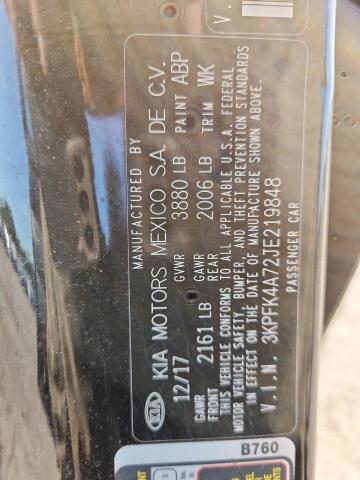 MANUFACTURED BY
KIA KIA MOTORS MEXICO S.A. DE C.V.
12/17 GVWR 3880 LB PAINT ABP
GAWR FRONT 2161 LB GAWR REAR 2006 LB TRIM WK
THIS VEHICLE CONFORMS TO ALL APPLICABLE U.S.A. FEDERAL
MOTOR VEHICLE SAFETY, BUMPER, AND THEFT PREVENTION STANDARDS
IN EFFECT ON THE DATE OF MANUFACTURE SHOWN ABOVE.
V.I.N. 3KPFK4A72JE219848
PASSENGER CAR
V.
B760